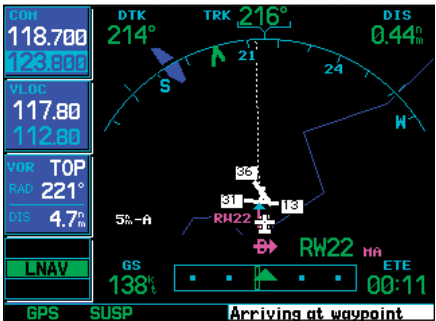 COM
118.700
123.800
VLOC
117.80
112.80
VOR TOP
RAD 221°
DIS 4.7nm
LNAV
GPS SUSP
DTK
214°
TRK 216°
DIS
0.44nm
21
24
S
W
36
31
13
RW22
5nm-A
RW22 MA
GS
138kt
ETE
00:11
Arriving at waypoint